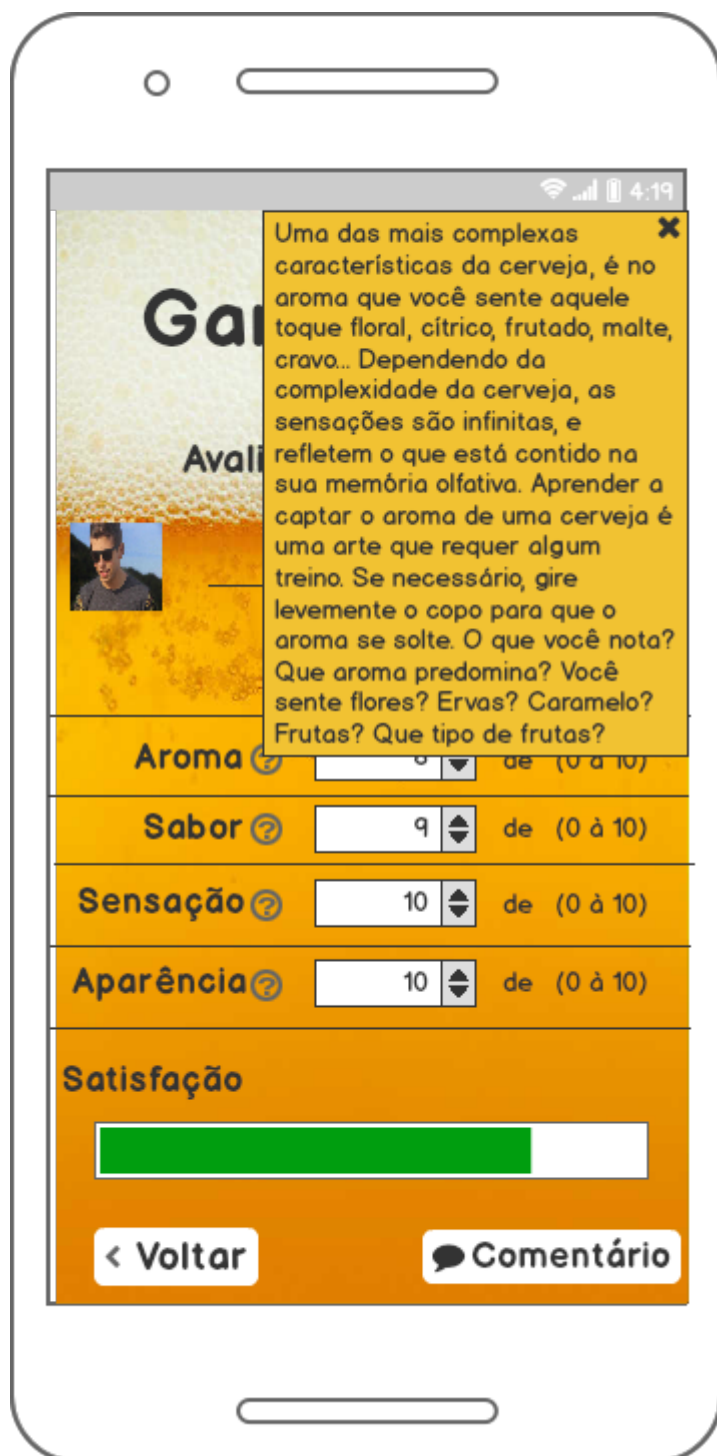 4:19
Uma das mais complexas
características da cerveja, é no
aroma que você sente aquele
toque floral, cítrico, frutado, malte,
cravo... Dependendo da
complexidade da cerveja, as
sensações são infinitas, e
refletem o que está contido na
sua memória olfativa. Aprender a
captar o aroma de uma cerveja é
uma arte que requer algum
treino. Se necessário, gire
levemente o copo para que o
aroma se solte. O que você nota?
Que aroma predomina? Você
sente flores? Ervas? Caramelo?
Frutas? Que tipo de frutas?
Aroma ? de (0 à 10)
Sabor ? 9 de (0 à 10)
Sensação ? 10 de (0 à 10)
Aparência ? 10 de (0 à 10)
Satisfação
< Voltar Comentário